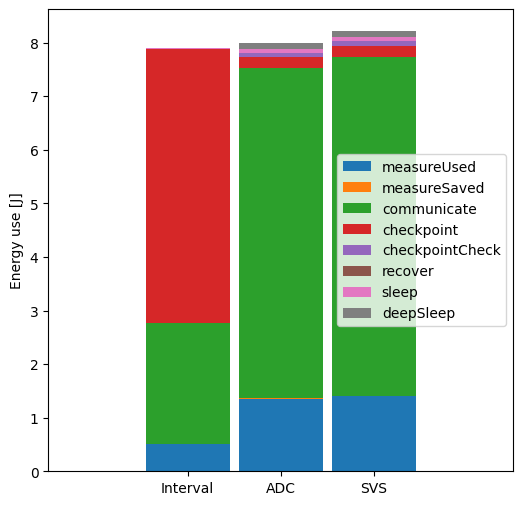 8
7
6
5
4
3
2
1
0
Energy use [J]
measureUsed
measureSaved
communicate
checkpoint
checkpointCheck
recover
sleep
deepSleep
Interval ADC SVS